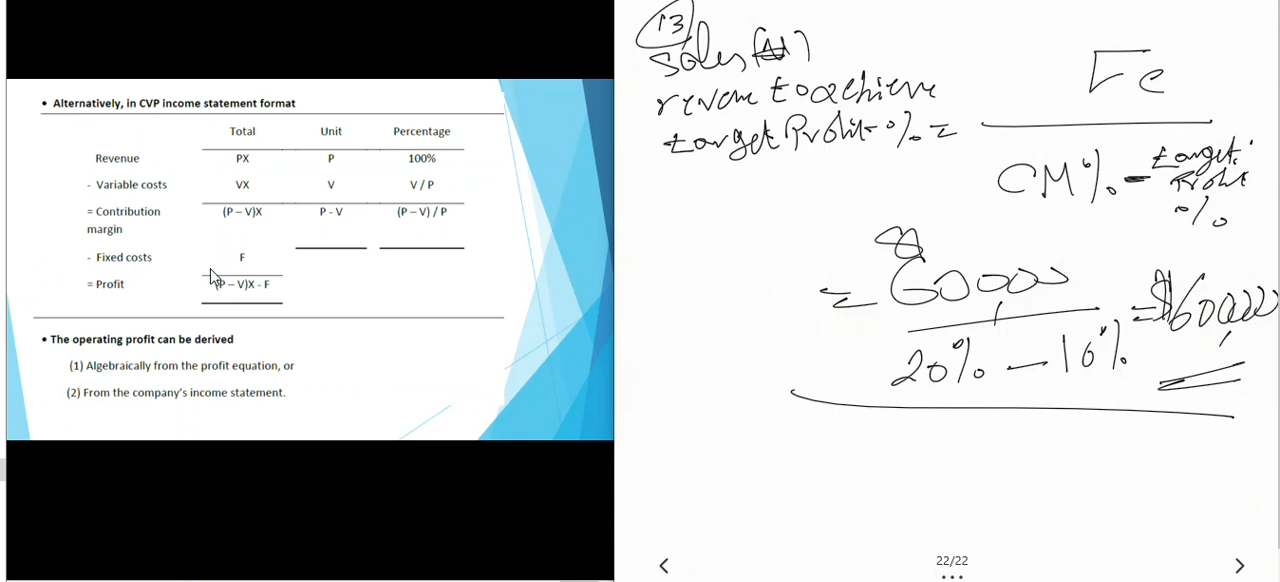 • Alternatively, in CVP income statement format
Total Unit Percentage
Revenue PX P 100%
- Variable costs VX V V / P
= Contribution margin (P – V)X P - V (P – V) / P
- Fixed costs F
= Profit (P – V)X - F
• The operating profit can be derived
(1) Algebraically from the profit equation, or
(2) From the company's income statement.
13
Sales
to achieve
target Profit %. =
Fc
CM% - target
Profit
%
= 60000
20% - 10%
22/22